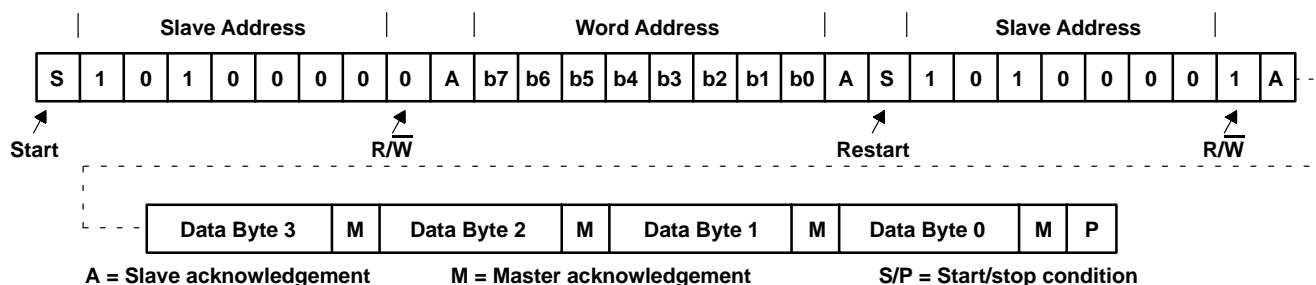 Slave Address Word Address Slave Address
S 1 0 1 0 0 0 0 0 A b7 b6 b5 b4 b3 b2 b1 b0 A S 1 0 1 0 0 0 0 1 A
Start R/W̅ Restart R/W̅
Data Byte 3 M Data Byte 2 M Data Byte 1 M Data Byte 0 M P
A = Slave acknowledgement M = Master acknowledgement S/P = Start/stop condition